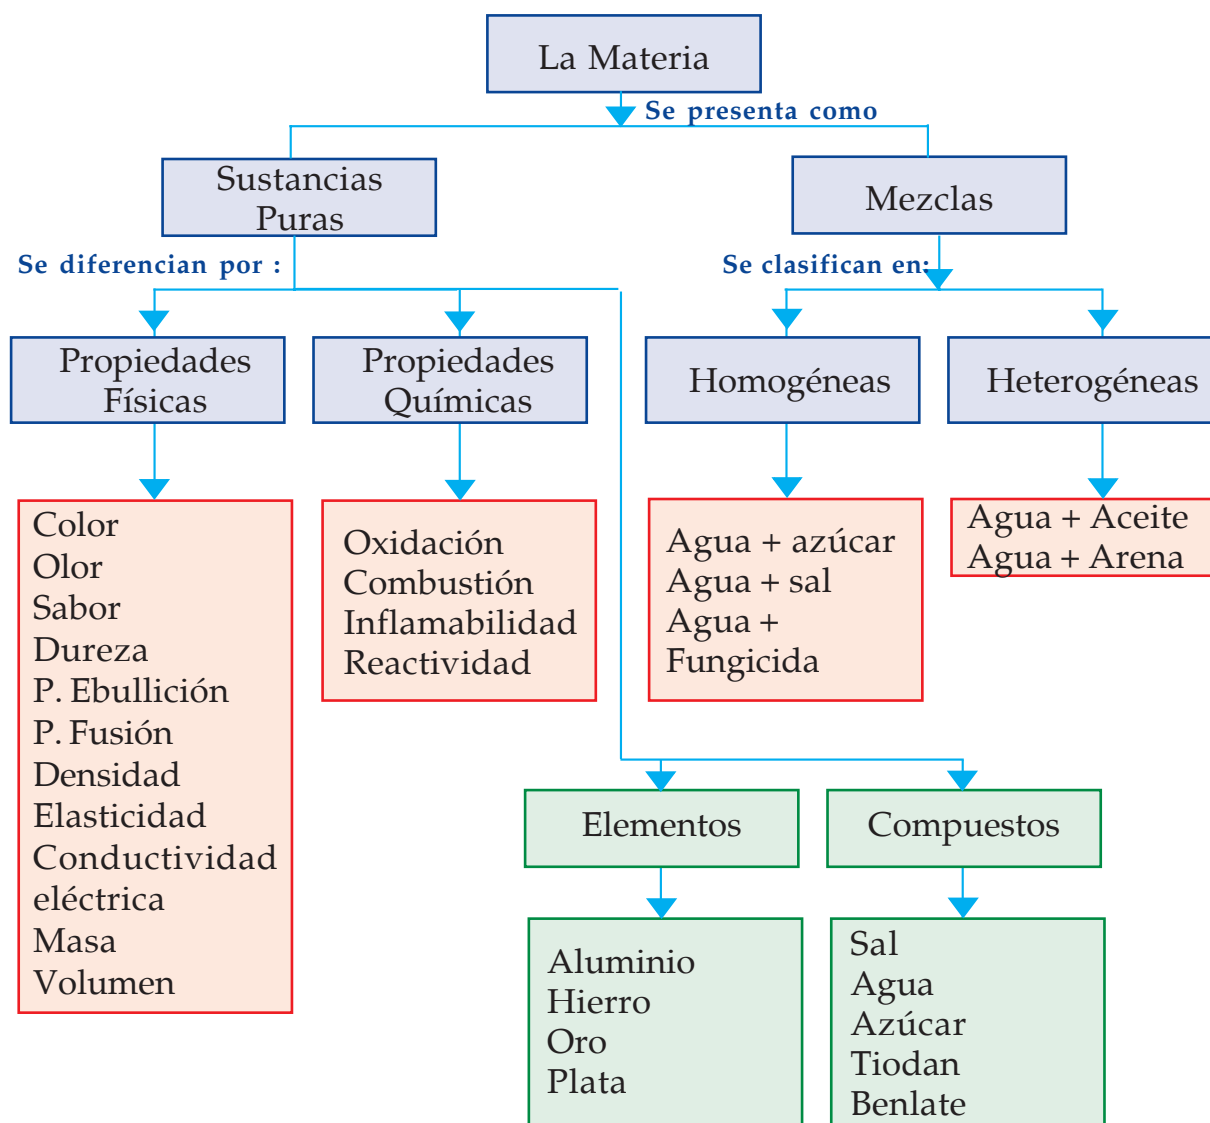 La Materia
Se presenta como
Sustancias
Puras
Mezclas
Se diferencian por :
Se clasifican en:
Propiedades
Físicas
Propiedades
Químicas
Homogéneas
Heterogéneas
Color
Olor
Sabor
Dureza
P. Ebullición
P. Fusión
Densidad
Elasticidad
Conductividad
eléctrica
Masa
Volumen
Oxidación
Combustión
Inflamabilidad
Reactividad
Agua + azúcar
Agua + sal
Agua +
Fungicida
Agua + Aceite
Agua + Arena
Elementos
Compuestos
Aluminio
Hierro
Oro
Plata
Sal
Agua
Azúcar
Tiodan
Benlate